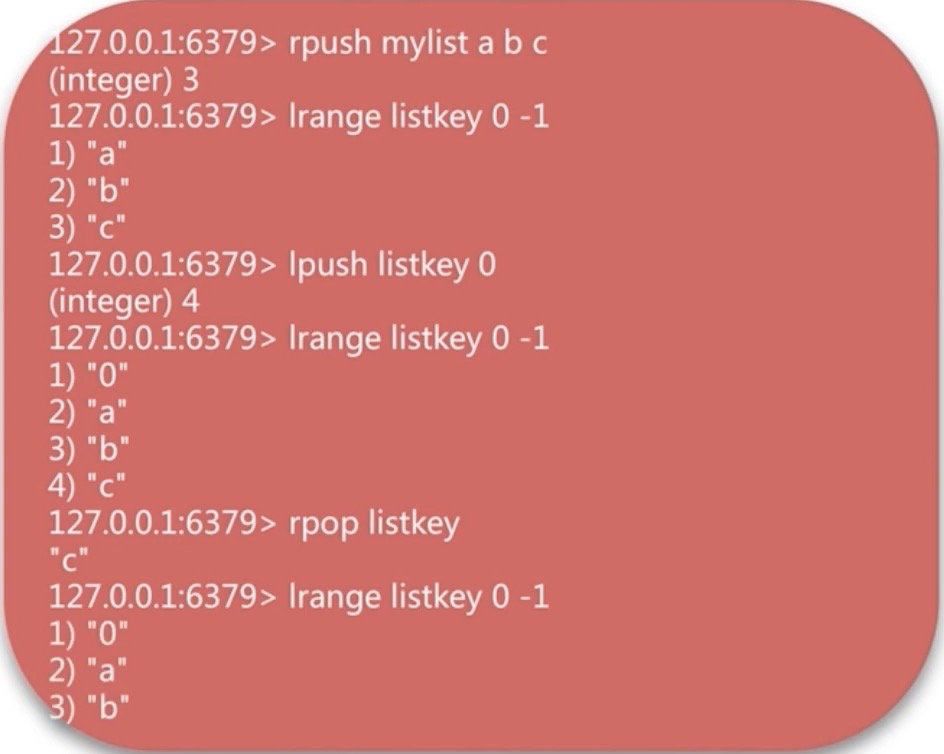 127.0.0.1:6379> rpush mylist a b c
(integer) 3
127.0.0.1:6379> lrange listkey 0 -1
1) "a"
2) "b"
3) "c"
127.0.0.1:6379> lpush listkey 0
(integer) 4
127.0.0.1:6379> lrange listkey 0 -1
1) "0"
2) "a"
3) "b"
4) "c"
127.0.0.1:6379> rpop listkey
"c"
127.0.0.1:6379> lrange listkey 0 -1
1) "0"
2) "a"
3) "b"